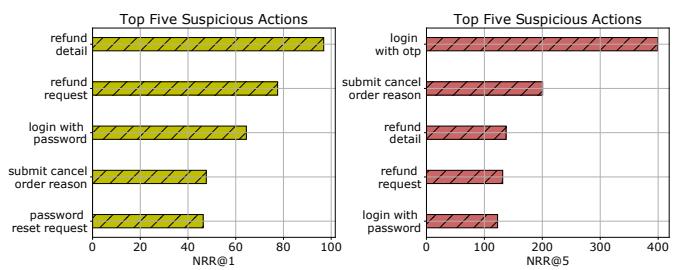 Top Five Suspicious Actions
refund
detail
refund
request
login with
password
submit cancel
order reason
password
reset request
0 20 40 60 80 100
NRR@1
Top Five Suspicious Actions
login
with otp
submit cancel
order reason
refund
detail
refund
request
login with
password
0 100 200 300 400
NRR@5